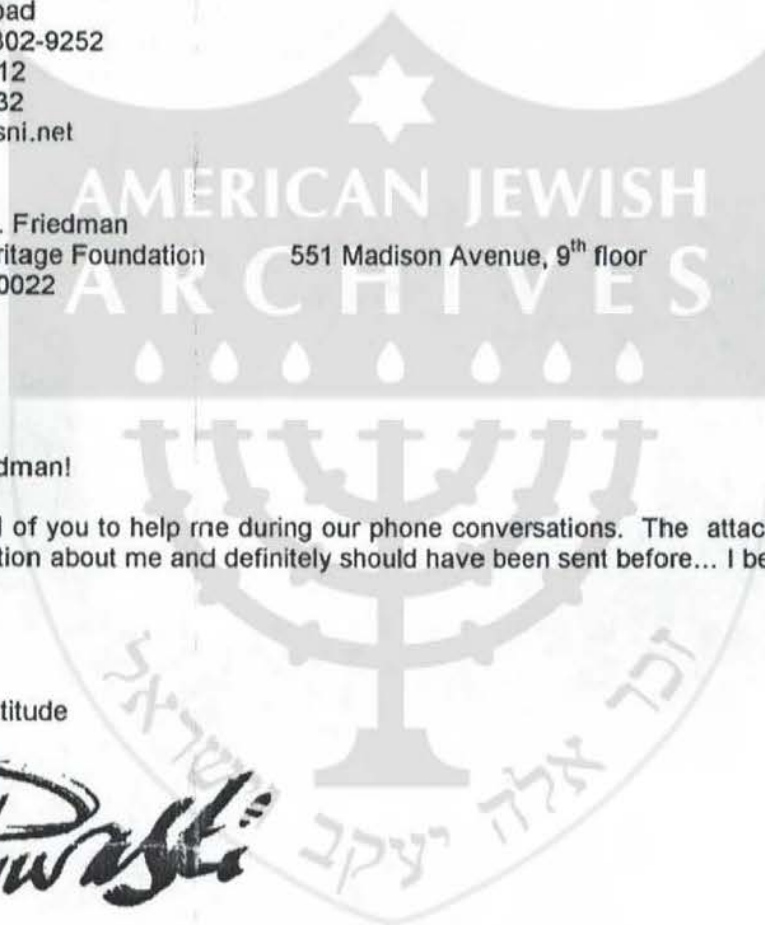 oad
302-9252
12
32
sni.net
AMERICAN JEWISH
. Friedman
ritage Foundation 551 Madison Avenue, 9th floor
0022
ARCHIVES
dman!
l of you to help me during our phone conversations. The attac
tion about me and definitely should have been sent before... I be
titude
זכר אלה יעקב וישראל